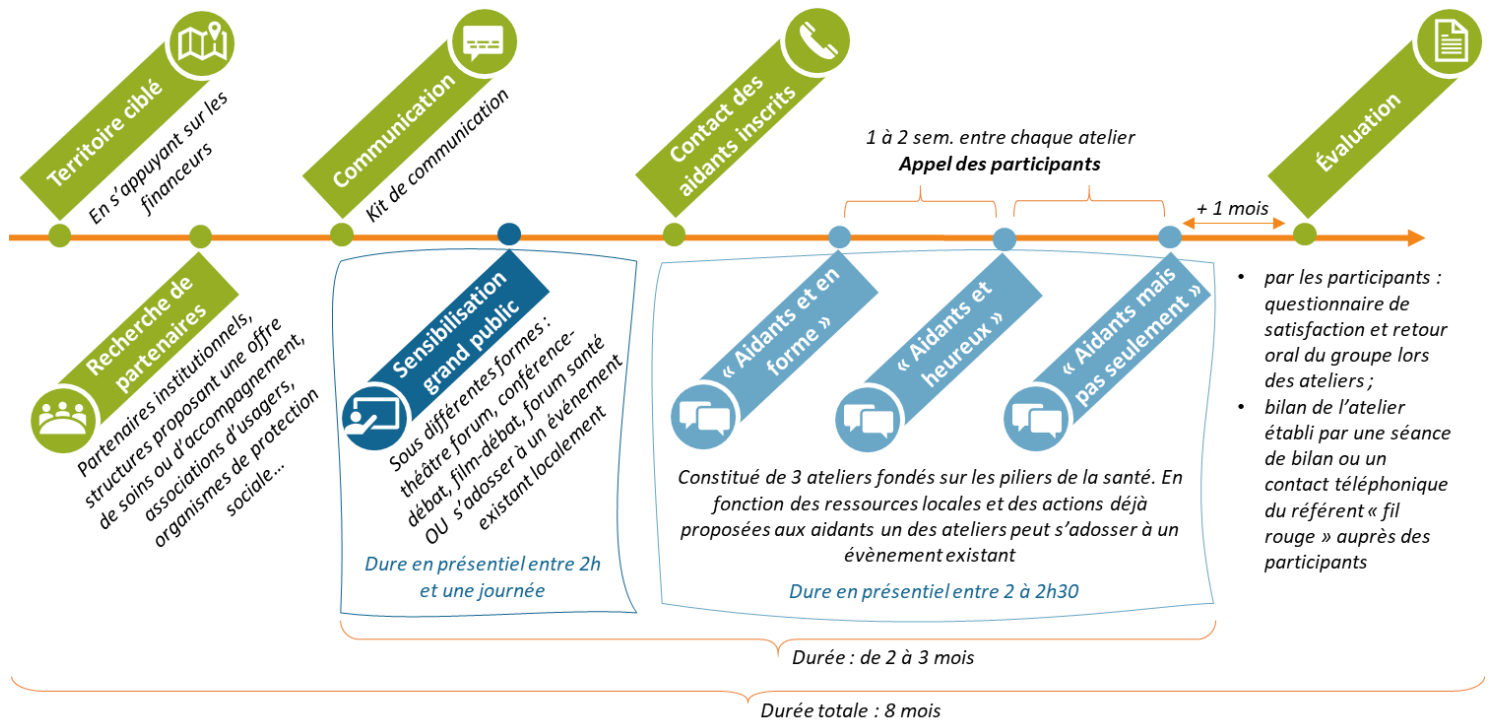 Territoire ciblé
En s'appuyant sur les
financeurs
Recherche de
partenaires
Partenaires institutionnels,
structures proposant une offre
de soins ou d'accompagnement,
associations d'usagers,
organismes de protection
sociale...
Communication
Kit de communication
Sensibilisation
grand public
Sous différentes formes :
théâtre forum, conférence-
débat, film-débat, forum santé
OU s'adosser à un événement
existant localement
Dure en présentiel entre 2h
et une journée
Contact des
aidants inscrits
1 à 2 sem. entre chaque atelier
Appel des participants
« Aidants et en
forme »
« Aidants et
heureux »
« Aidants mais
pas seulement »
Constitué de 3 ateliers fondés sur les piliers de la santé. En
fonction des ressources locales et des actions déjà
proposées aux aidants un des ateliers peut s'adosser à un
évènement existant
Dure en présentiel entre 2 à 2h30
+ 1 mois
Évaluation
• par les participants :
questionnaire de
satisfaction et retour
oral du groupe lors
des ateliers ;
• bilan de l'atelier
établi par une séance
de bilan ou un
contact téléphonique
du référent « fil
rouge » auprès des
participants
Durée : de 2 à 3 mois
Durée totale : 8 mois